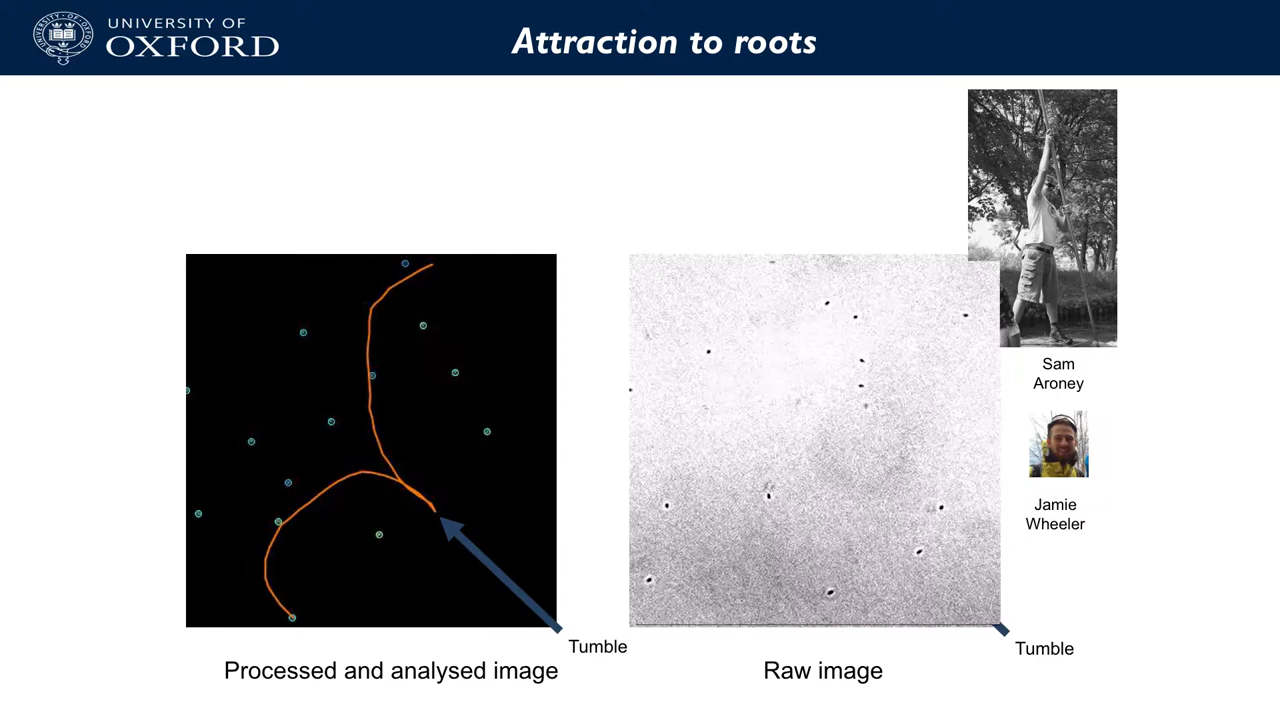 UNIVERSITY OF
OXFORD
Attraction to roots
Sam
Aroney
Jamie
Wheeler
Tumble
Tumble
Processed and analysed image
Raw image